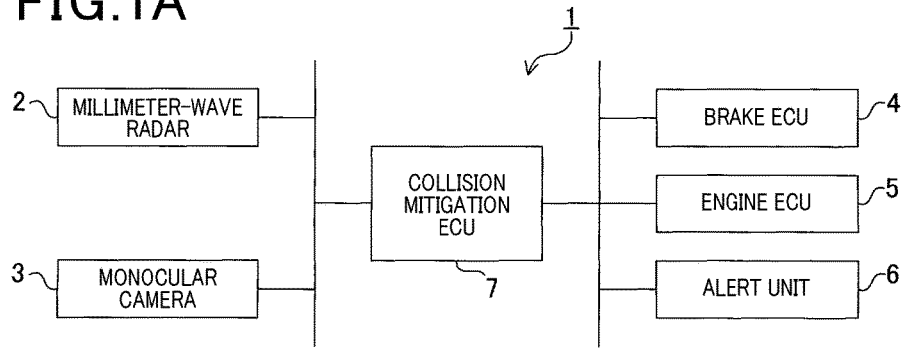 FIG.1A
1
2
MILLIMETER-WAVE
RADAR
3
MONOCULAR
CAMERA
COLLISION
MITIGATION
ECU
7
BRAKE ECU
4
ENGINE ECU
5
ALERT UNIT
6